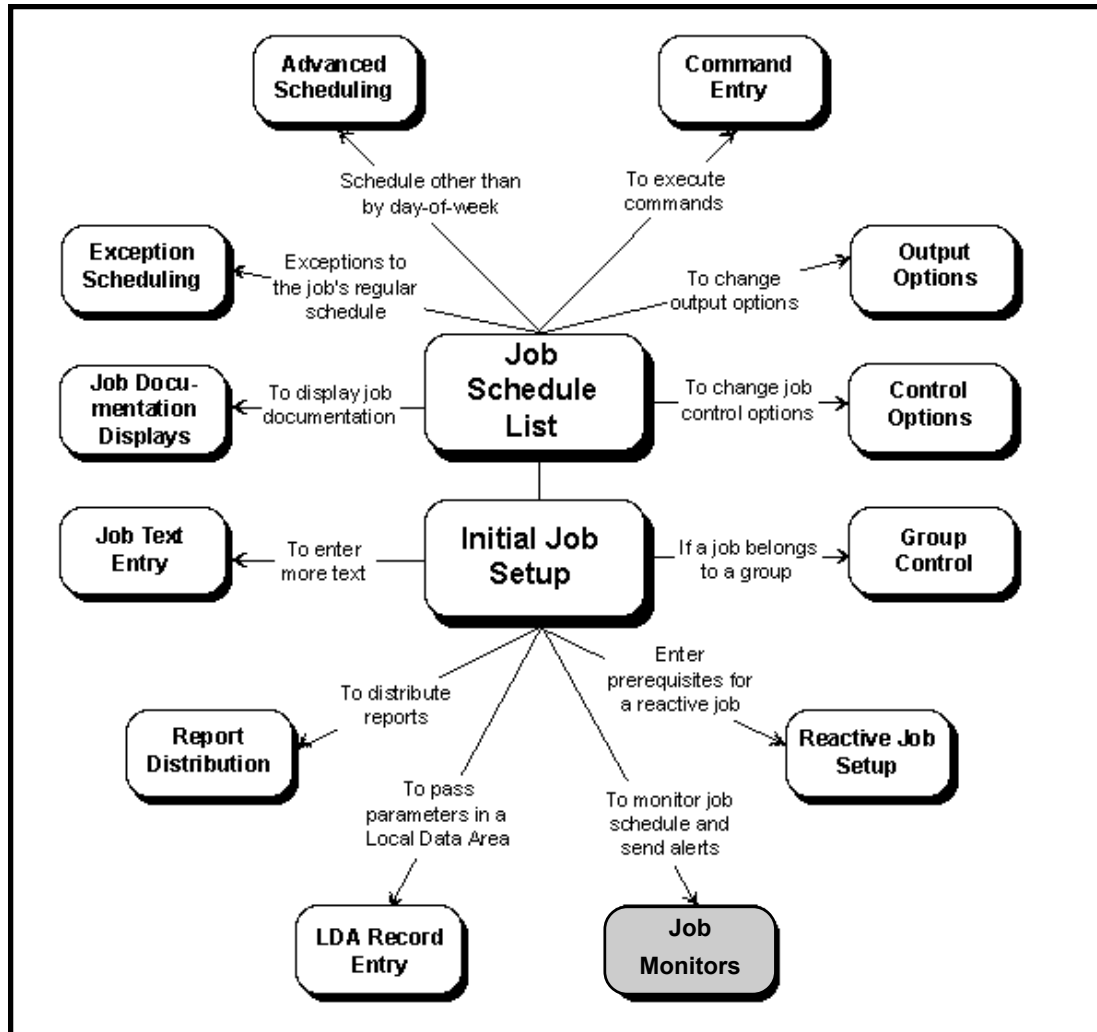 Advanced
Scheduling
Command
Entry
Schedule other than
by day-of-week
To execute
commands
Exception
Scheduling
Exceptions to
the job's regular
schedule
To change
output options
Output
Options
Job Docu-
mentation
Displays
To display job
documentation
Job
Schedule
List
To change job
control options
Control
Options
Job Text
Entry
To enter
more text
Initial Job
Setup
If a job belongs
to a group
Group
Control
To distribute
reports
Report
Distribution
Enter
prerequisites for
a reactive job
Reactive Job
Setup
To pass
parameters in a
Local Data Area
LDA Record
Entry
To monitor job
schedule and
send alerts
Job
Monitors